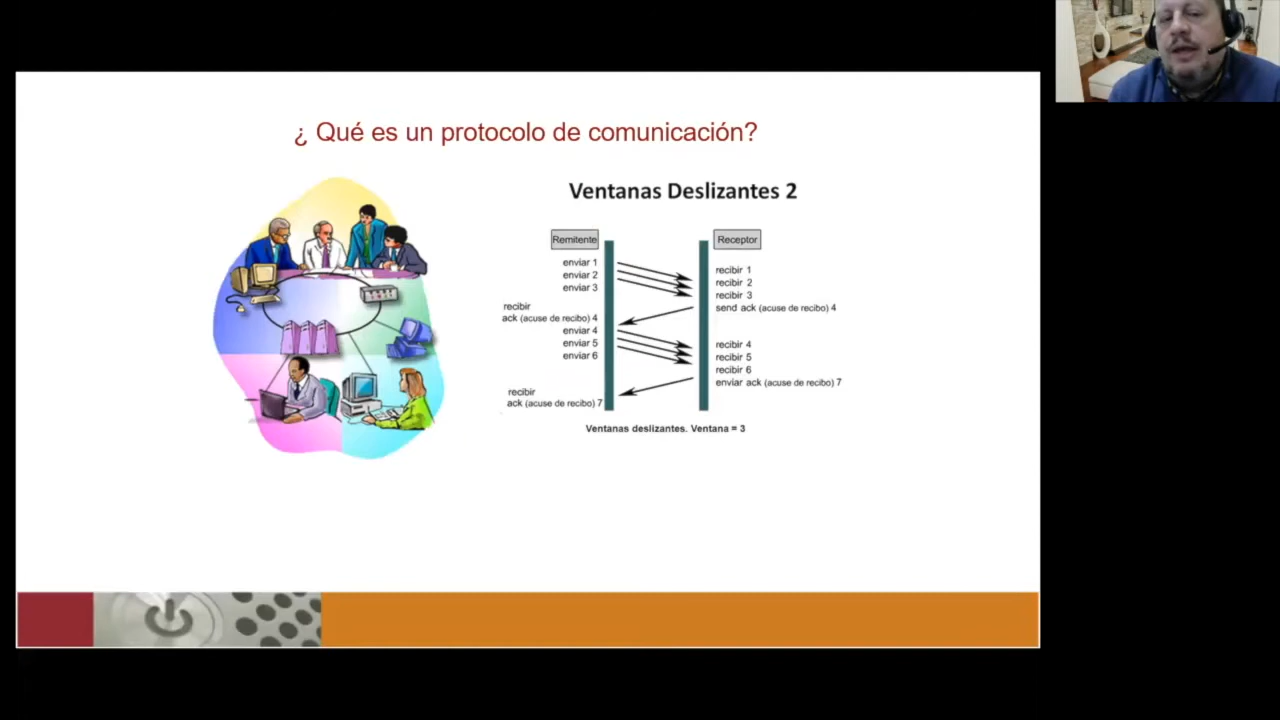 ¿ Qué es un protocolo de comunicación?
Ventanas Deslizantes 2
Remitente
enviar 1
enviar 2
enviar 3
recibir
ack (acuse de recibo) 4
enviar 4
enviar 5
enviar 6
recibir
ack (acuse de recibo) 7
Receptor
recibir 1
recibir 2
recibir 3
send ack (acuse de recibo) 4
recibir 4
recibir 5
recibir 6
enviar ack (acuse de recibo) 7
Ventanas deslizantes. Ventana = 3